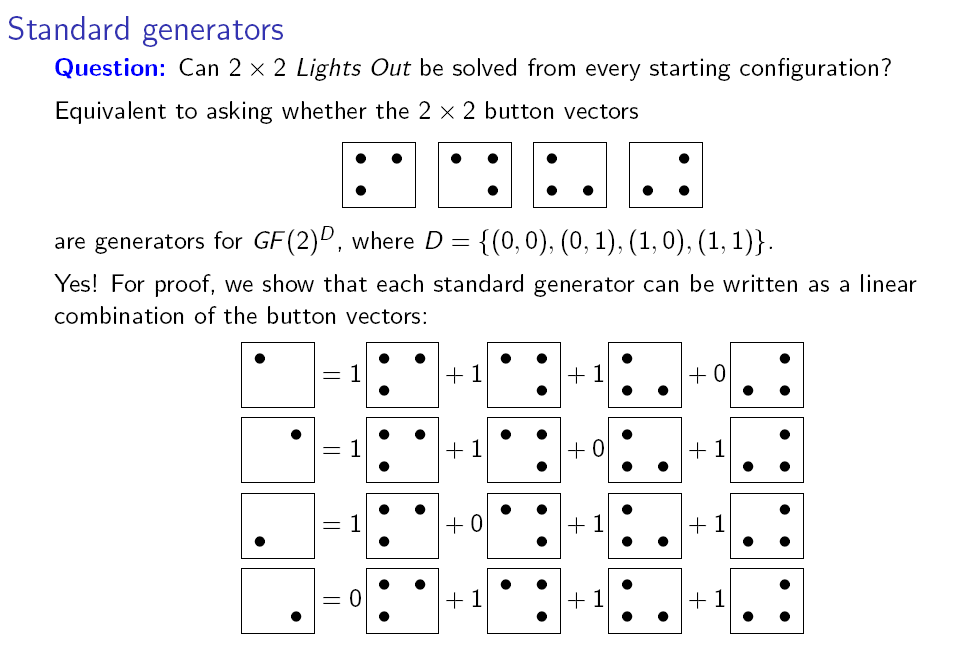 Standard generators
Question: Can 2 × 2 Lights Out be solved from every starting configuration?
Equivalent to asking whether the 2 × 2 button vectors
are generators for GF(2)^D, where D = {(0, 0), (0, 1), (1, 0), (1, 1)}.
Yes! For proof, we show that each standard generator can be written as a linear
combination of the button vectors:
= 1 + 1 + 1 + 0
= 1 + 1 + 0 + 1
= 1 + 0 + 1 + 1
= 0 + 1 + 1 + 1